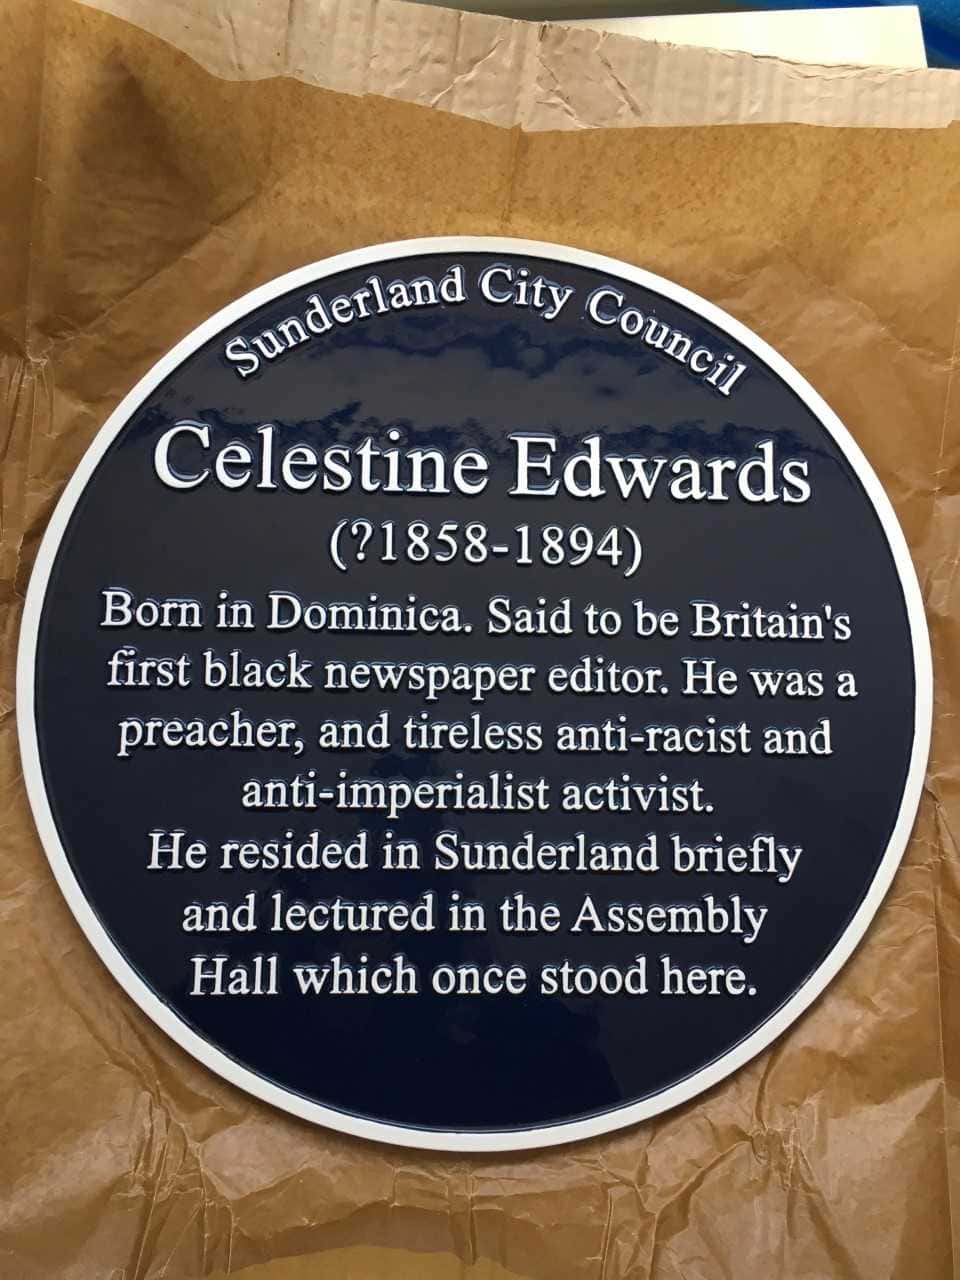 Sunderland City Council
Celestine Edwards
(?1858-1894)
Born in Dominica. Said to be Britain's
first black newspaper editor. He was a
preacher, and tireless anti-racist and
anti-imperialist activist.
He resided in Sunderland briefly
and lectured in the Assembly
Hall which once stood here.